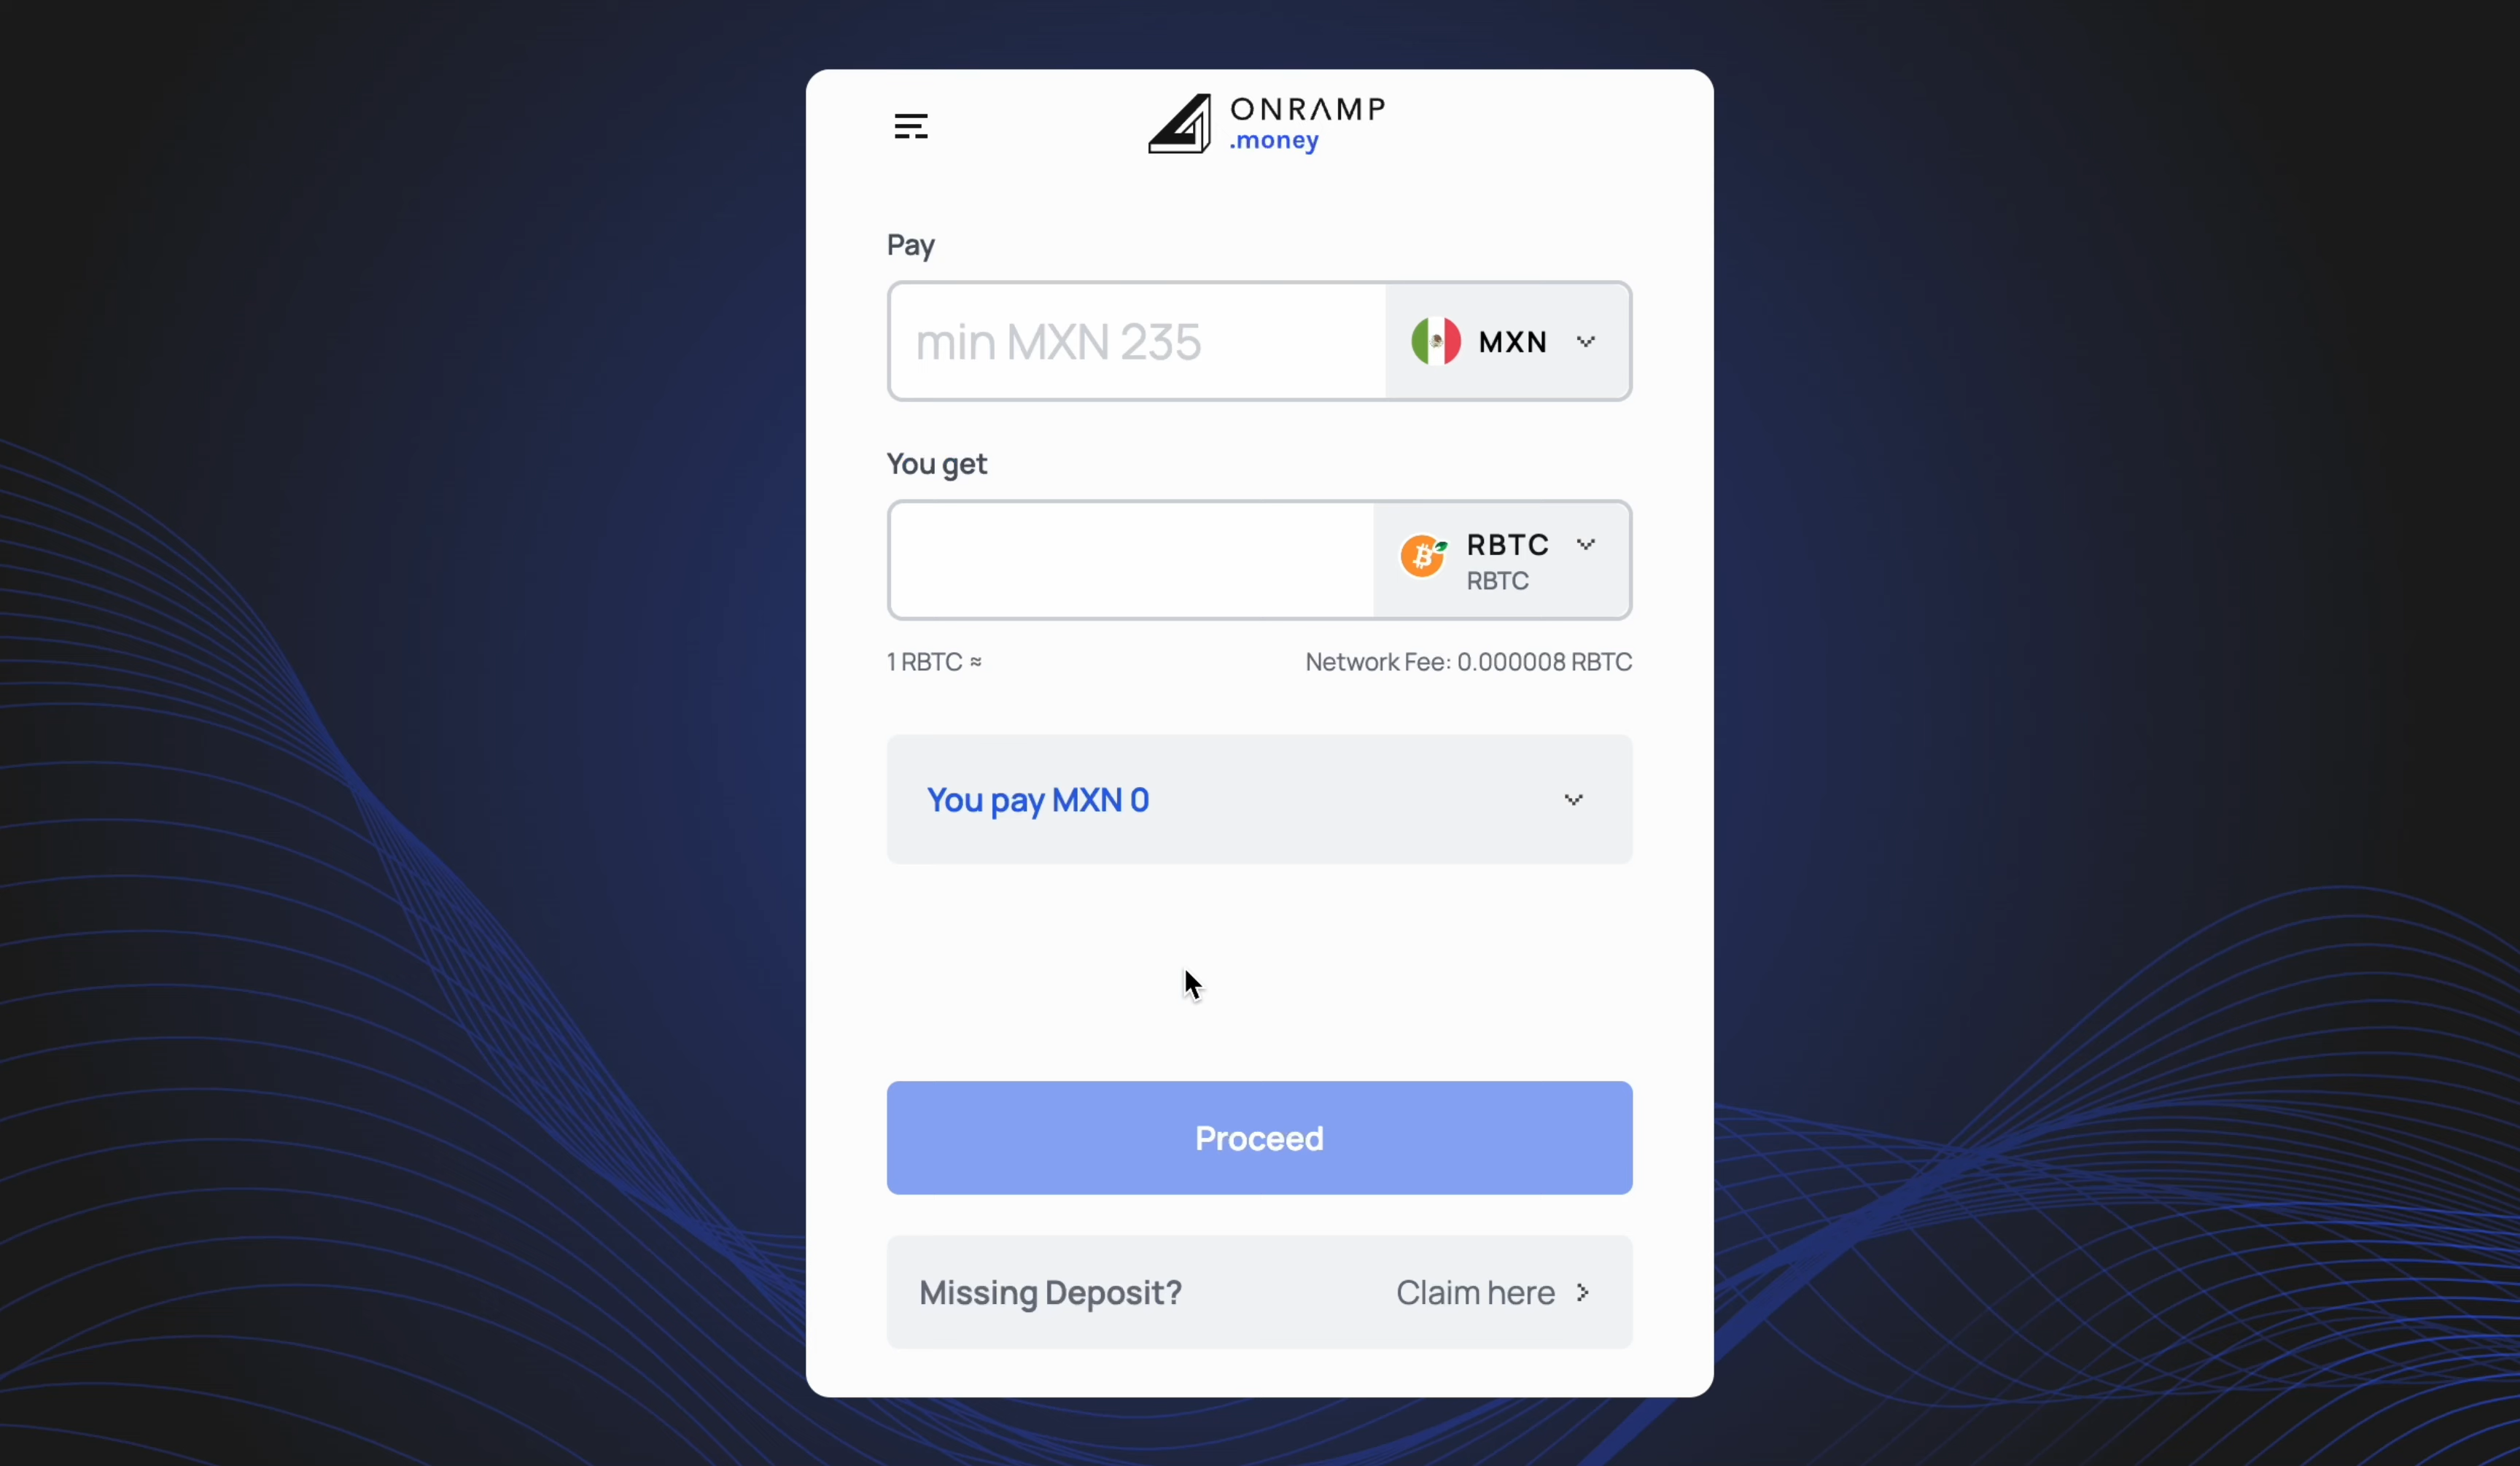 ONRAMP
.money
Pay
min MXN 235
MXN
You get
RBTC
RBTC
1 RBTC ≈
Network Fee: 0.000008 RBTC
You pay MXN 0
Proceed
Missing Deposit?
Claim here